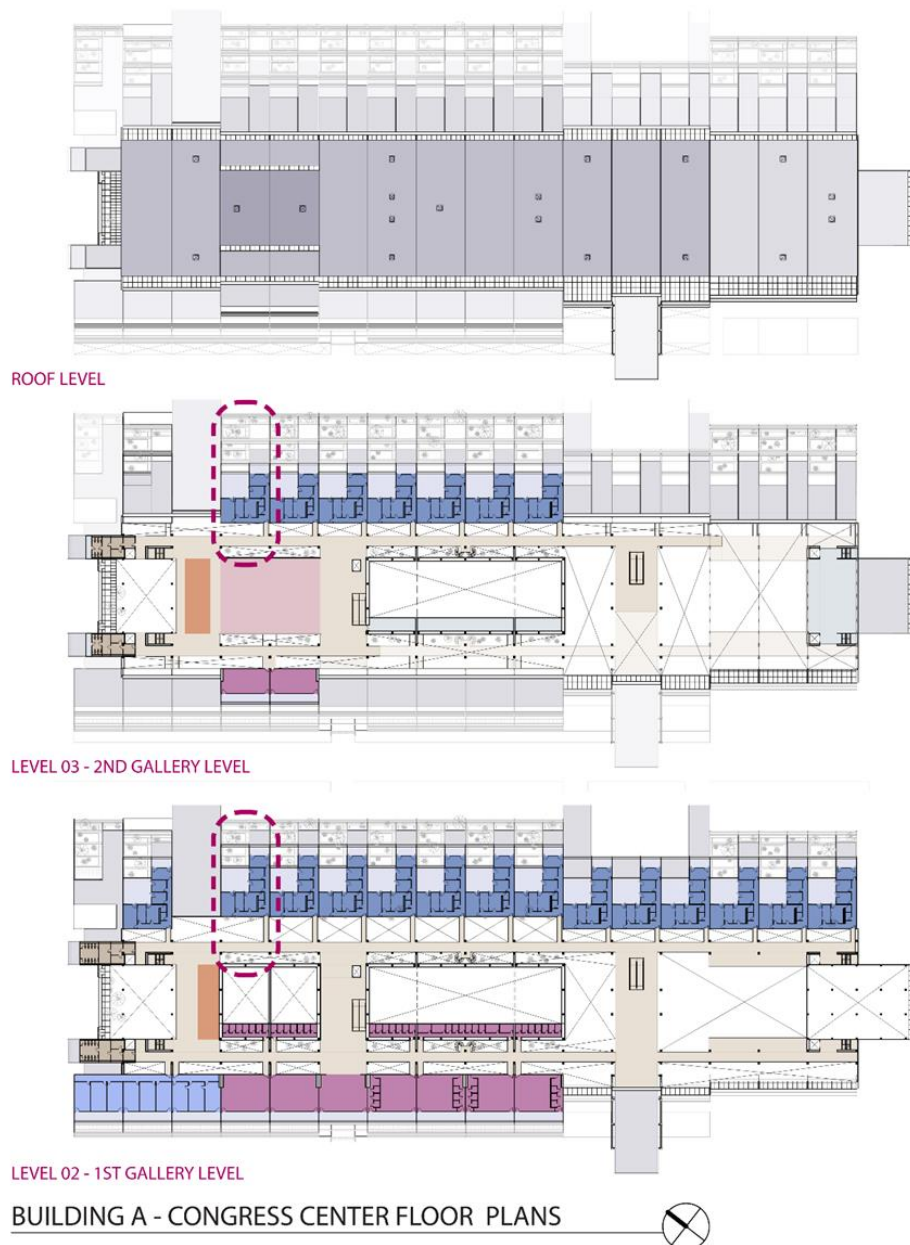 ROOF LEVEL
LEVEL 03 - 2ND GALLERY LEVEL
LEVEL 02 - 1ST GALLERY LEVEL
BUILDING A - CONGRESS CENTER FLOOR PLANS